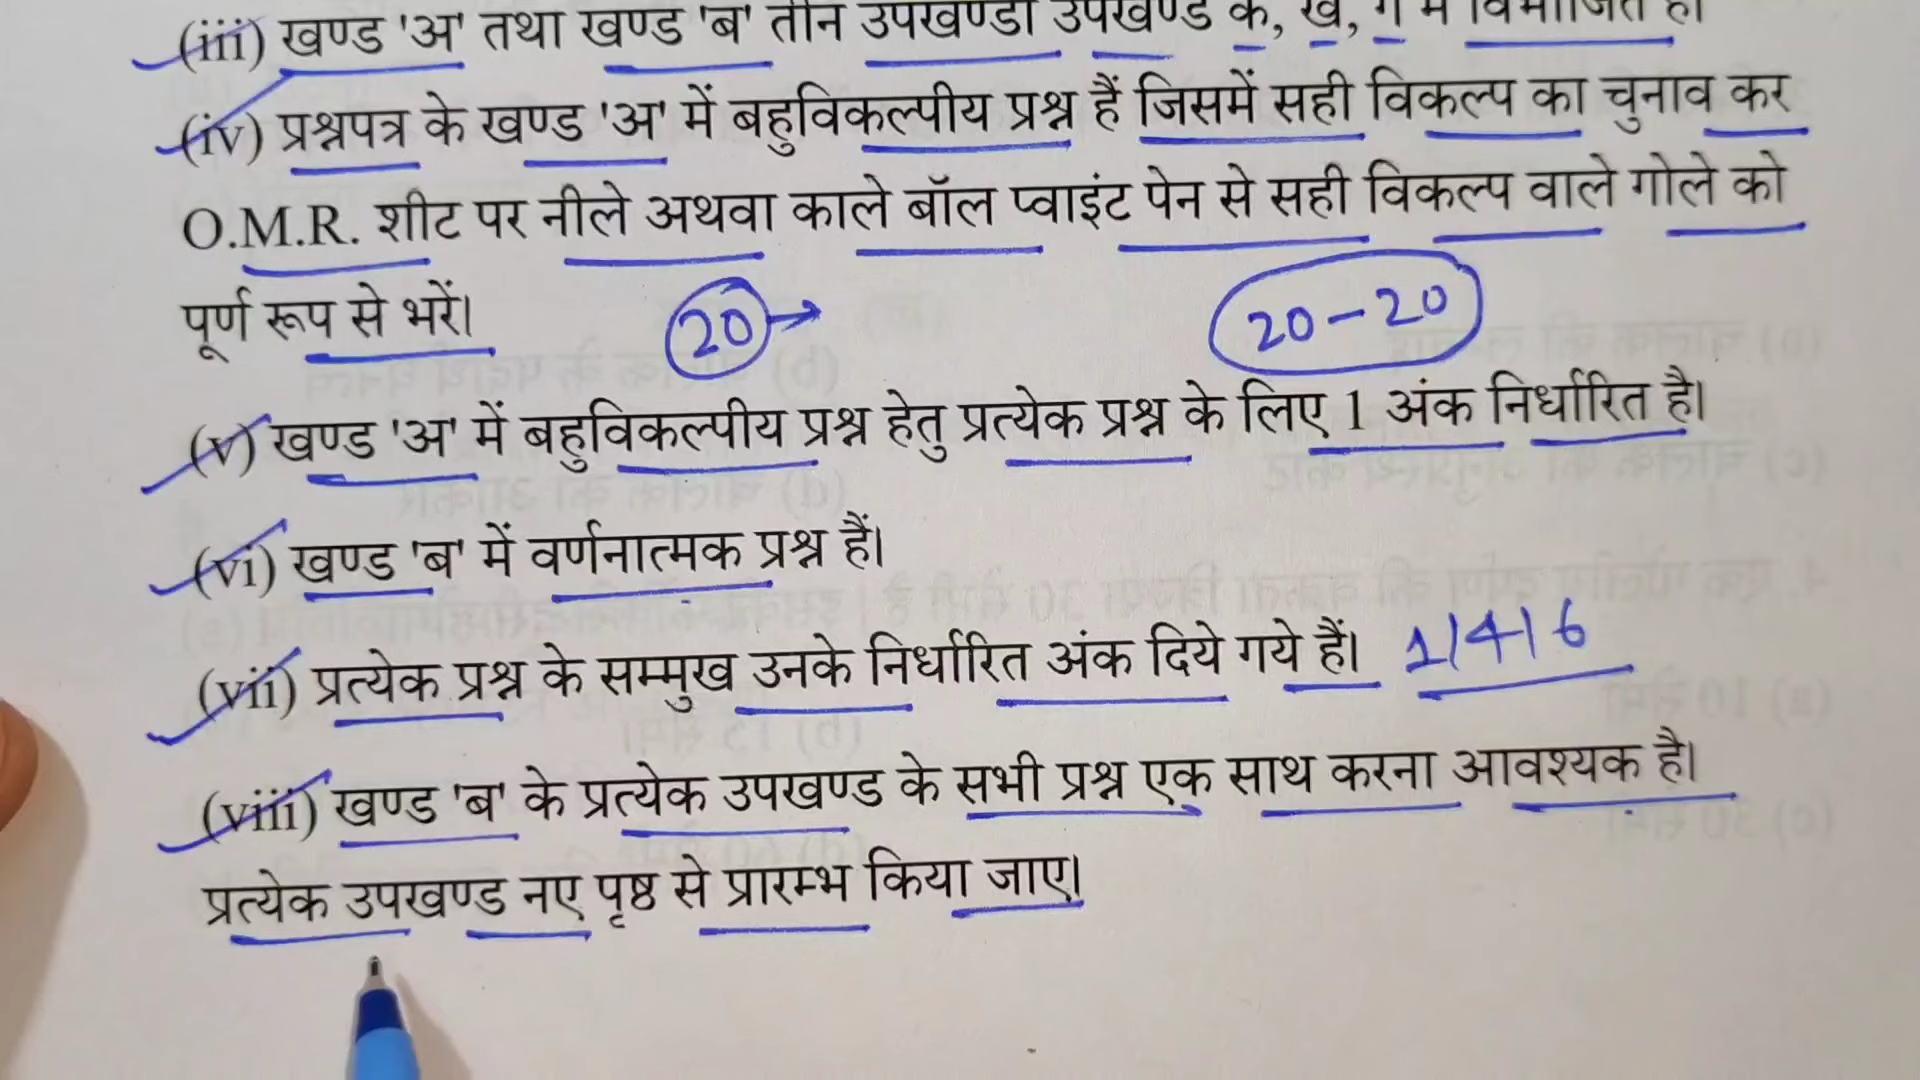 (iii) खण्ड 'अ' तथा खण्ड 'ब' तीन उपखण्डों उपखण्ड क, ख, ग में विभाजित हैं।
(iv) प्रश्नपत्र के खण्ड 'अ' में बहुविकल्पीय प्रश्न हैं जिसमें सही विकल्प का चुनाव कर
O.M.R. शीट पर नीले अथवा काले बॉल प्वाइंट पेन से सही विकल्प वाले गोले को
पूर्ण रूप से भरें।
20→ 20-20
(v) खण्ड 'अ' में बहुविकल्पीय प्रश्न हेतु प्रत्येक प्रश्न के लिए 1 अंक निर्धारित है।
(vi) खण्ड 'ब' में वर्णनात्मक प्रश्न हैं।
(vii) प्रत्येक प्रश्न के सम्मुख उनके निर्धारित अंक दिये गये हैं। 1/4/6
(viii) खण्ड 'ब' के प्रत्येक उपखण्ड के सभी प्रश्न एक साथ करना आवश्यक है।
प्रत्येक उपखण्ड नए पृष्ठ से प्रारम्भ किया जाए।